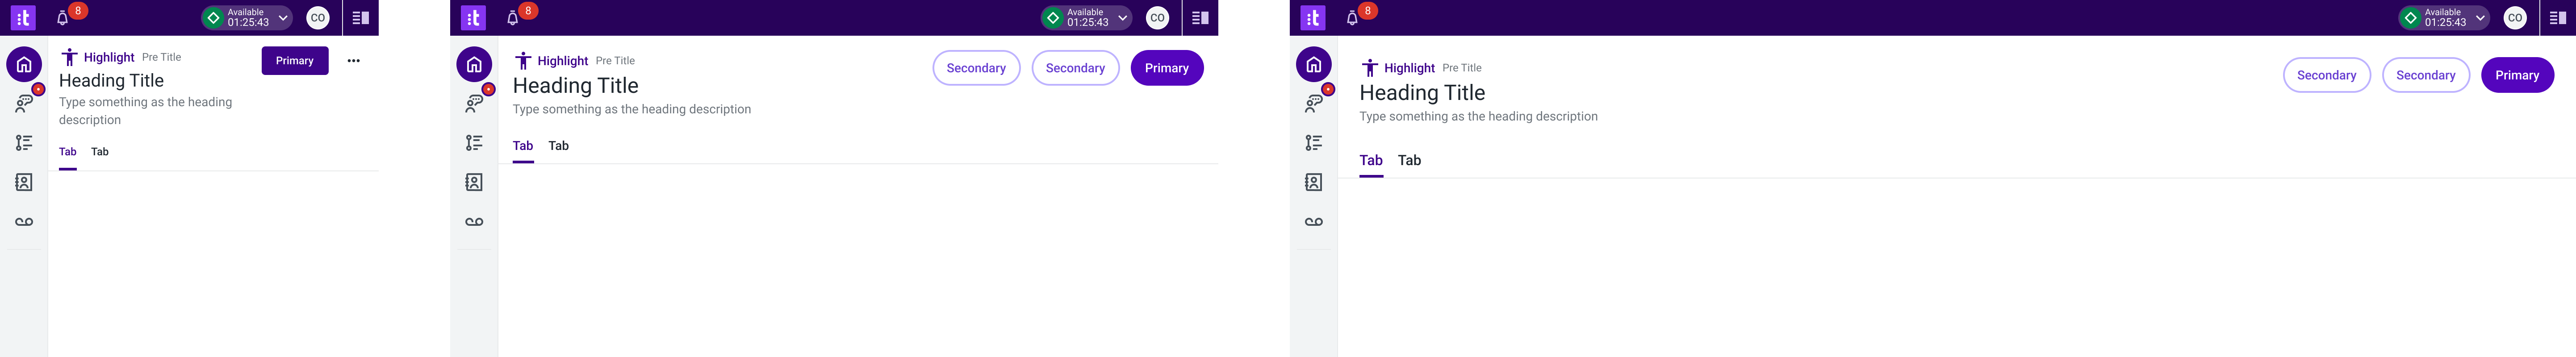 :t
8
Available
01:25:43
CO
Highlight Pre Title
Primary
Heading Title
Type something as the heading
description
Tab Tab
:t
8
Available
01:25:43
CO
Highlight Pre Title
Secondary Secondary Primary
Heading Title
Type something as the heading description
Tab Tab
:t
8
Available
01:25:43
CO
Highlight Pre Title
Secondary Secondary Primary
Heading Title
Type something as the heading description
Tab Tab